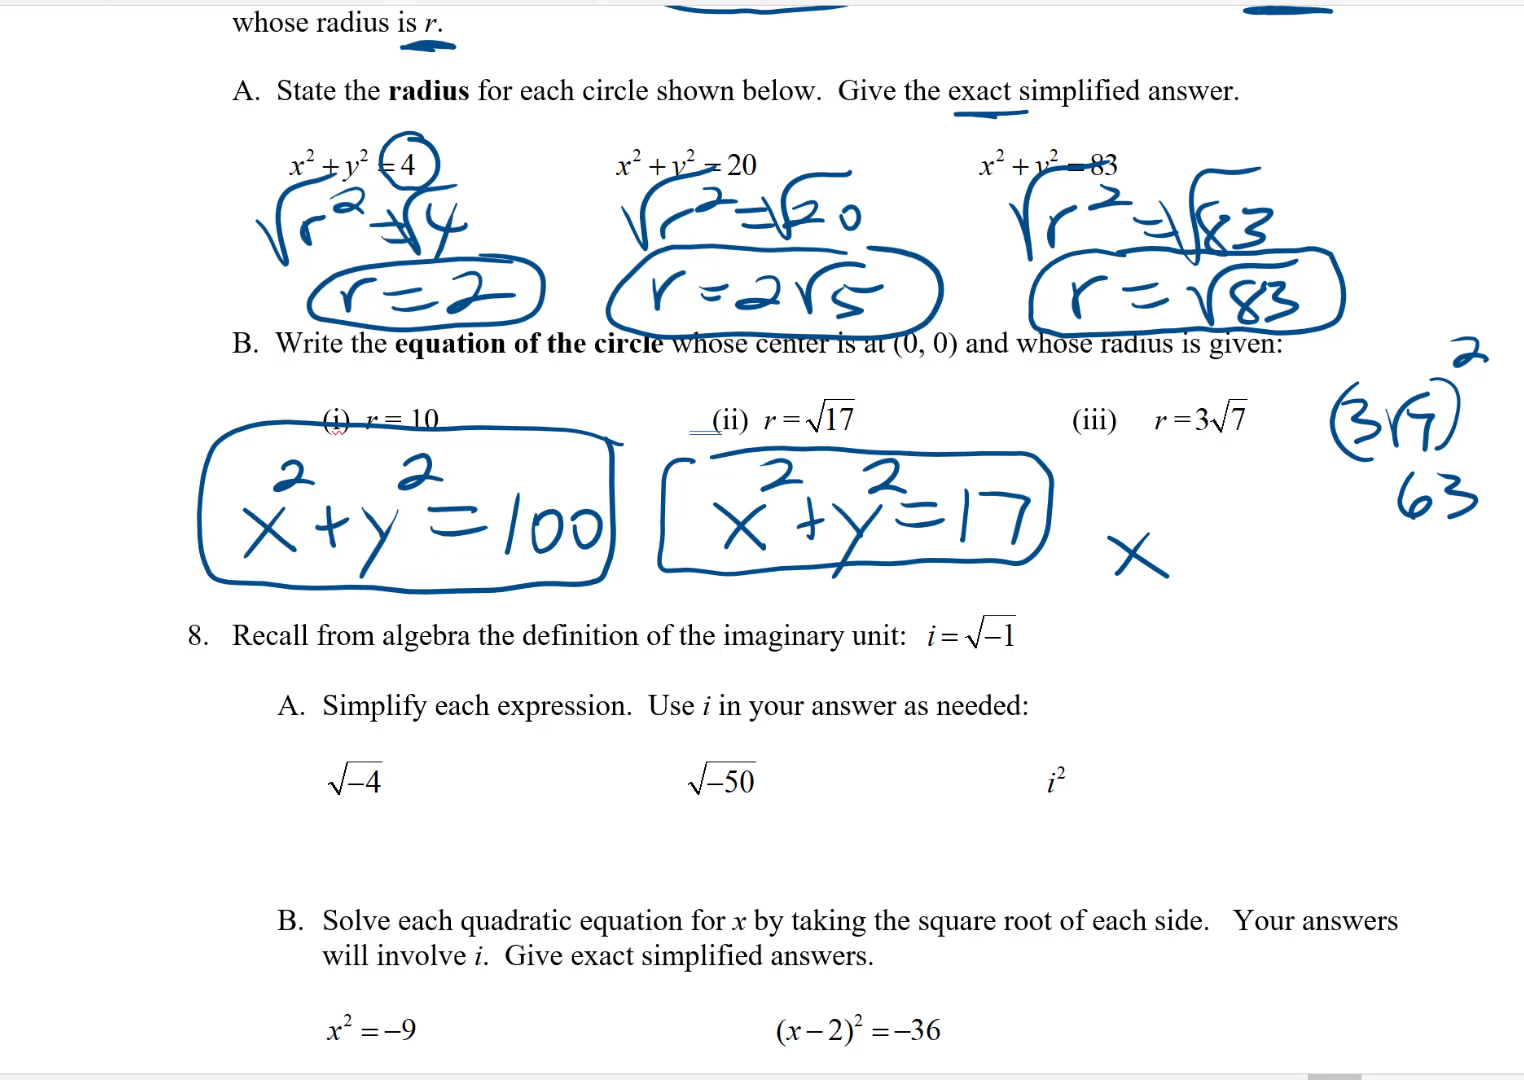 whose radius is r.
A. State the radius for each circle shown below. Give the exact simplified answer.
x² + y² = 4 x² + y² = 20 x² + y² = 83
√r² = √4 √r² = √20 √r² = √83
r = 2 r = 2√5 r = √83
B. Write the equation of the circle whose center is at (0, 0) and whose radius is given:
(i) r = 10 (ii) r = √17 (iii) r = 3√7 (3√7)²
63
x² + y² = 100 x² + y² = 17 x
8. Recall from algebra the definition of the imaginary unit: i = √−1
A. Simplify each expression. Use i in your answer as needed:
√−4 √−50 i²
B. Solve each quadratic equation for x by taking the square root of each side. Your answers
will involve i. Give exact simplified answers.
x² = −9 (x − 2)² = −36